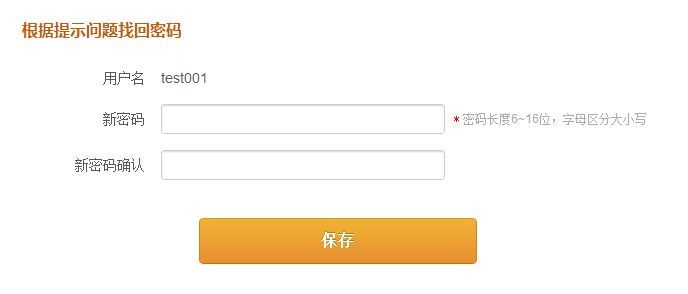 根据提示问题找回密码
用户名 test001
新密码 * 密码长度6~16位，字母区分大小写
新密码确认
保存